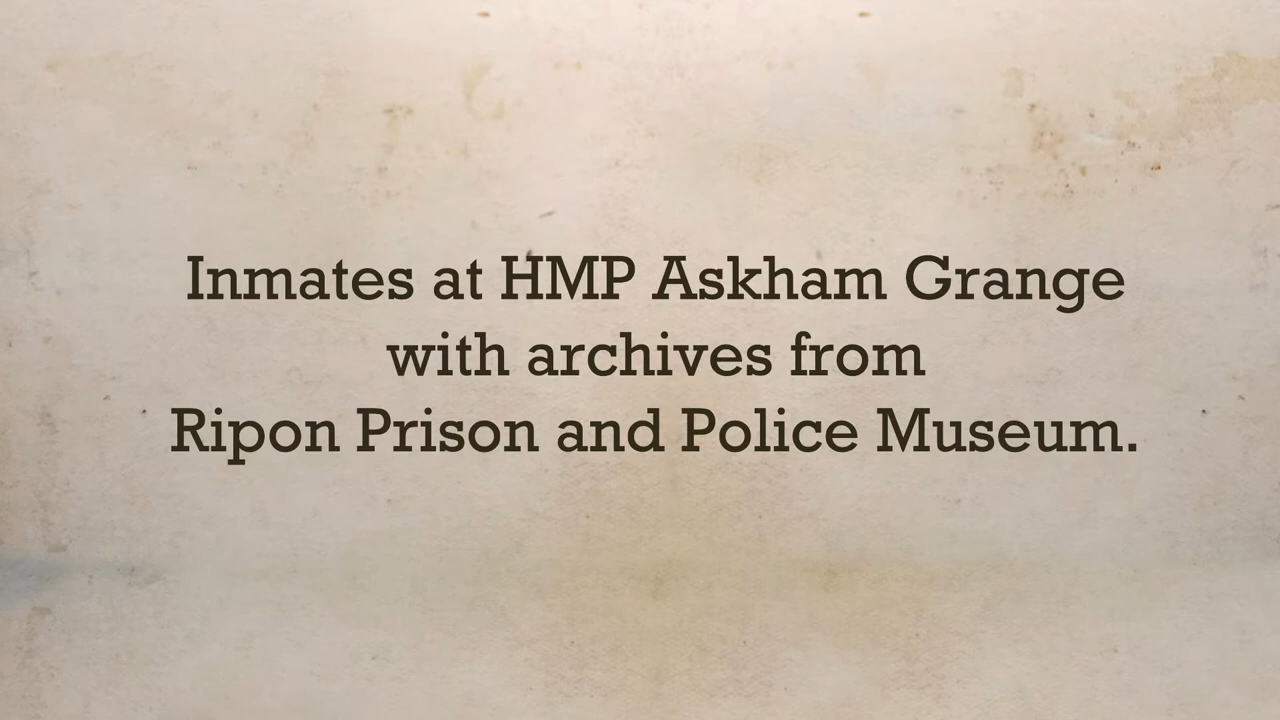 Inmates at HMP Askham Grange
with archives from
Ripon Prison and Police Museum.